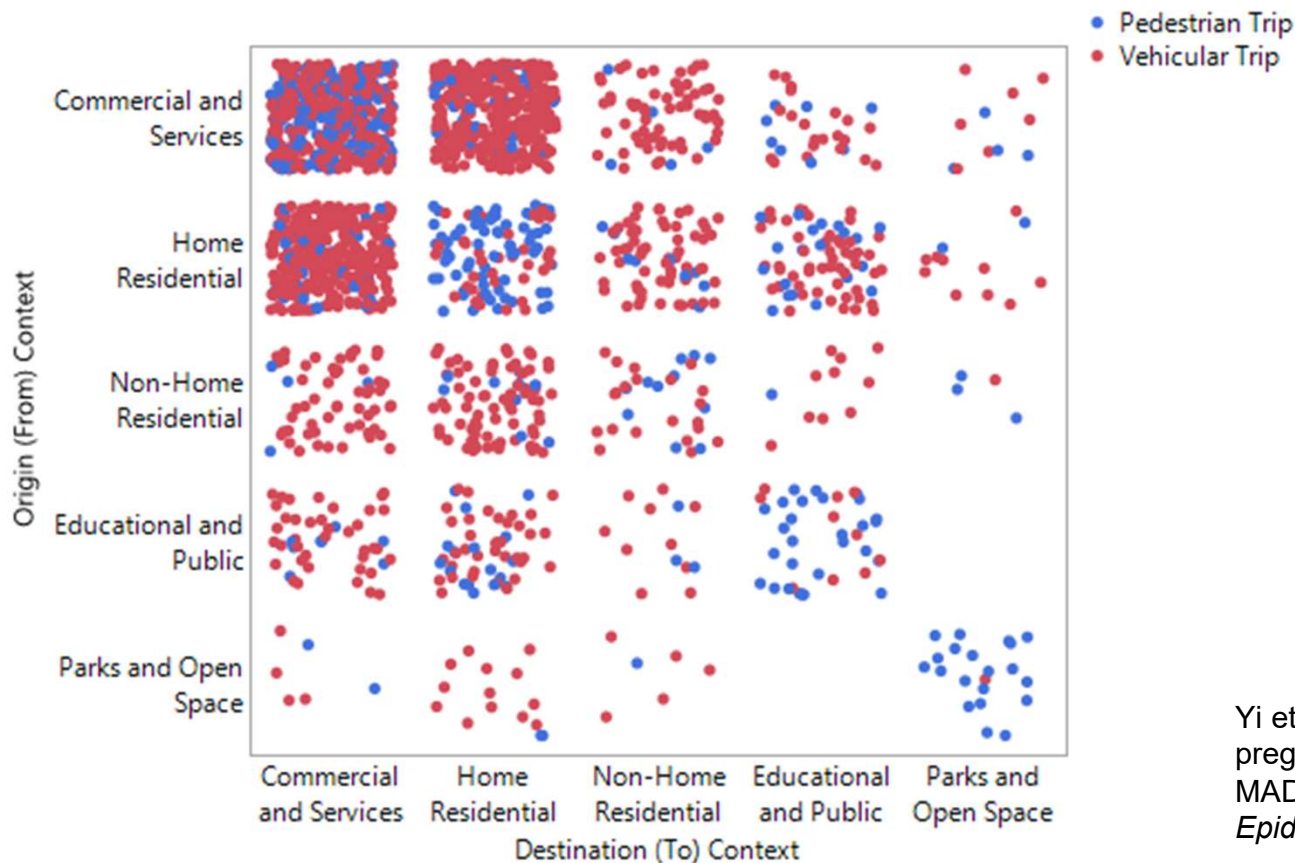 Pedestrian Trip
Vehicular Trip
Commercial and
Services
Home
Residential
Non-Home
Residential
Educational and
Public
Parks and Open
Space
Origin (From) Context
Commercial
and Services
Home
Residential
Non-Home
Residential
Educational
and Public
Parks and
Open Space
Destination (To) Context
Yi et
preg
MAD
Epid